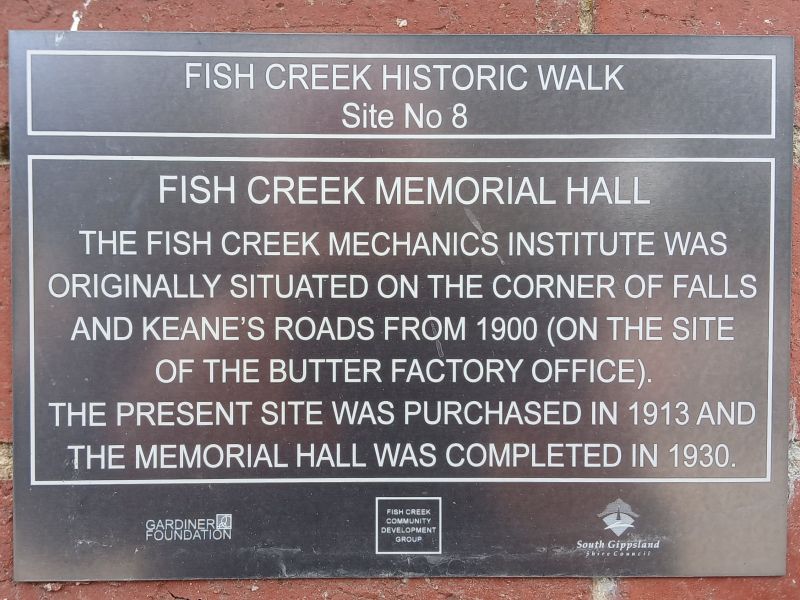 FISH CREEK HISTORIC WALK
Site No 8
FISH CREEK MEMORIAL HALL
THE FISH CREEK MECHANICS INSTITUTE WAS
ORIGINALLY SITUATED ON THE CORNER OF FALLS
AND KEANE'S ROADS FROM 1900 (ON THE SITE
OF THE BUTTER FACTORY OFFICE).
THE PRESENT SITE WAS PURCHASED IN 1913 AND
THE MEMORIAL HALL WAS COMPLETED IN 1930.
GARDINER
FOUNDATION
FISH CREEK
COMMUNITY
DEVELOPMENT
GROUP
South Gippsland
Shire Council